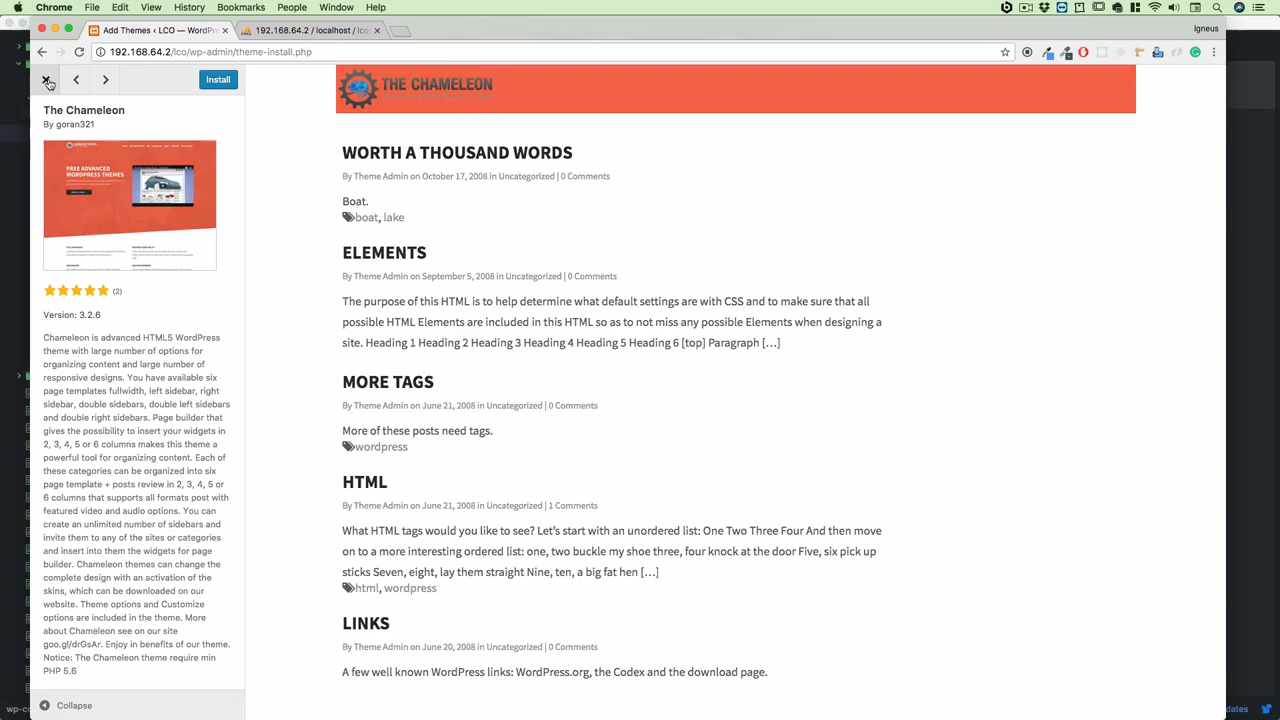 Chrome File Edit View History Bookmarks People Window Help
Add Themes ‹ LCO — WordPr
192.168.64.2 / localhost / lco
Igneus
192.168.64.2/lco/wp-admin/theme-install.php
Install
The Chameleon
By goran321
FREE ADVANCED
WORDPRESS THEMES
(2)
Version: 3.2.6
Chameleon is advanced HTML5 WordPress
theme with large number of options for
organizing content and large number of
responsive designs. You have available six
page templates fullwidth, left sidebar, right
sidebar, double sidebars, double left sidebars
and double right sidebars. Page builder that
gives the possibility to insert your widgets in
2, 3, 4, 5 or 6 columns makes this theme a
powerful tool for organizing content. Each of
these categories can be organized into six
page template + posts review in 2, 3, 4, 5 or
6 columns that supports all formats post with
featured video and audio options. You can
create an unlimited number of sidebars and
invite them to any of the sites or categories
and insert into them the widgets for page
builder. Chameleon themes can change the
complete design with an activation of the
skins, which can be downloaded on our
website. Theme options and Customize
options are included in the theme. More
about Chameleon see on our site
goo.gl/drGsAr. Enjoy in benefits of our theme.
Notice: The Chameleon theme require min
PHP 5.6
Collapse
THE CHAMELEON
WORTH A THOUSAND WORDS
By Theme Admin on October 17, 2008 in Uncategorized | 0 Comments
Boat.
boat, lake
ELEMENTS
By Theme Admin on September 5, 2008 in Uncategorized | 0 Comments
The purpose of this HTML is to help determine what default settings are with CSS and to make sure that all
possible HTML Elements are included in this HTML so as to not miss any possible Elements when designing a
site. Heading 1 Heading 2 Heading 3 Heading 4 Heading 5 Heading 6 [top] Paragraph […]
MORE TAGS
By Theme Admin on June 21, 2008 in Uncategorized | 0 Comments
More of these posts need tags.
wordpress
HTML
By Theme Admin on June 21, 2008 in Uncategorized | 1 Comments
What HTML tags would you like to see? Let's start with an unordered list: One Two Three Four And then move
on to a more interesting ordered list: one, two buckle my shoe three, four knock at the door Five, six pick up
sticks Seven, eight, lay them straight Nine, ten, a big fat hen […]
html, wordpress
LINKS
By Theme Admin on June 20, 2008 in Uncategorized | 0 Comments
A few well known WordPress links: WordPress.org, the Codex and the download page.
wp-co
dates